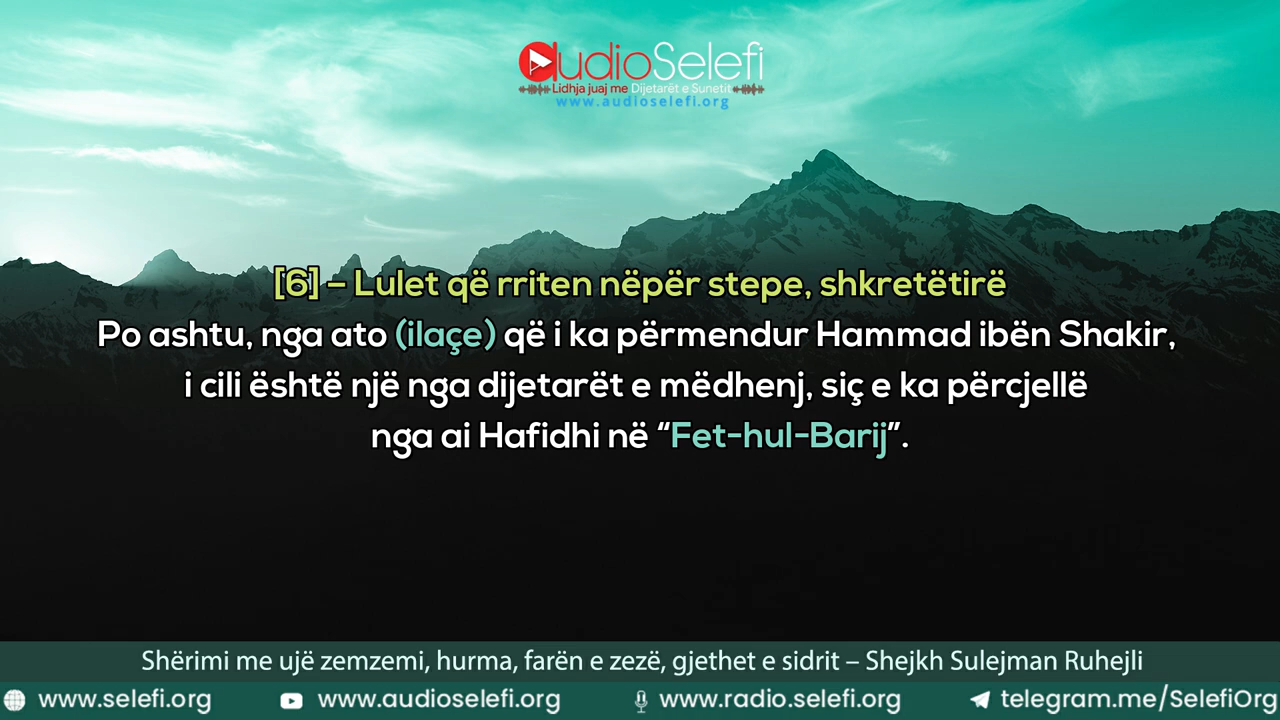 audioSelefi
Lidhja juaj me Dijetarët e Sunetit
www.audioselefi.org
[6] – Lulet që rriten nëpër stepe, shkretëtirë
Po ashtu, nga ato (ilaçe) që i ka përmendur Hammad ibën Shakir,
i cili është një nga dijetarët e mëdhenj, siç e ka përcjellë
nga ai Hafidhi në “Fet-hul-Barij”.
Shërimi me ujë zemzemi, hurma, farën e zezë, gjethet e sidrit – Shejkh Sulejman Ruhejli
www.selefi.org www.audioselefi.org www.radio.selefi.org telegram.me/SelefiOrg